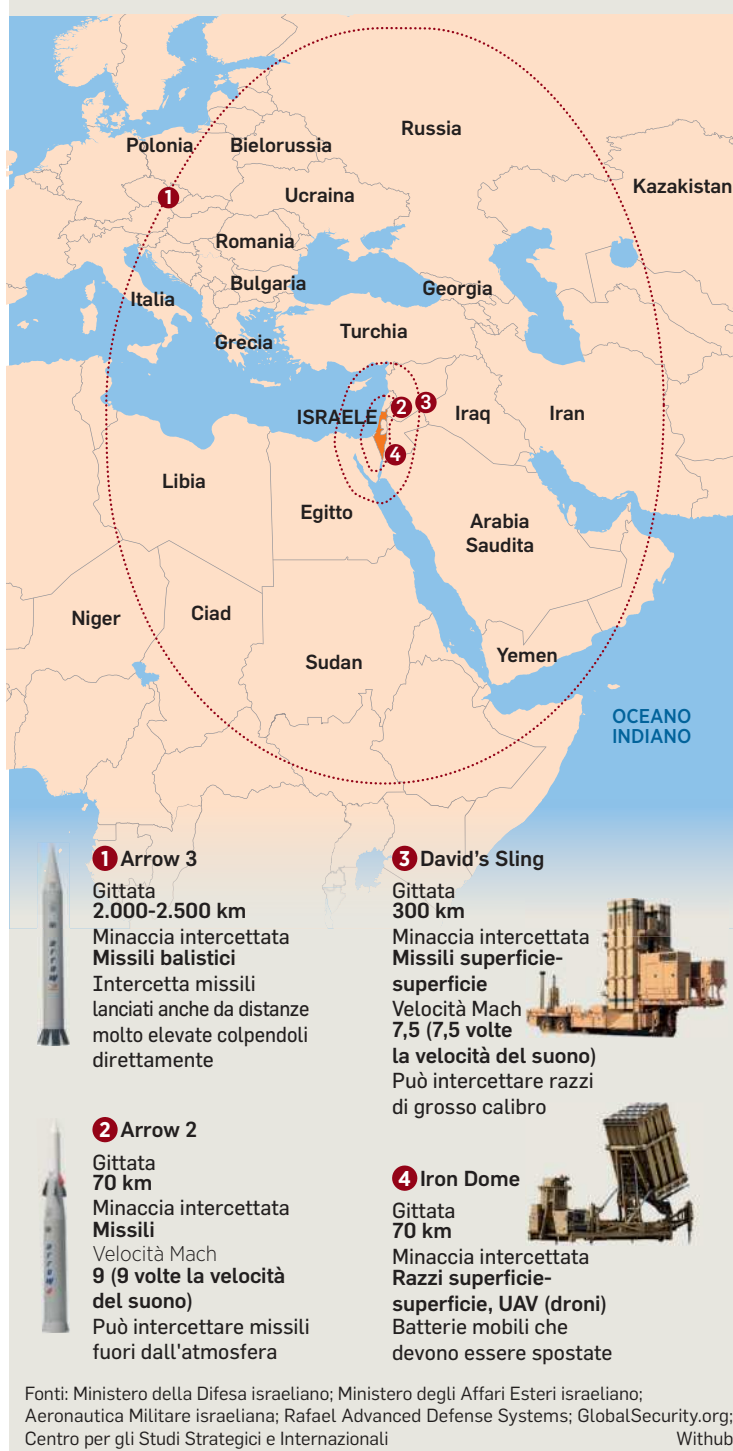 Russia
Polonia
Bielorussia
Kazakistan
1
Ucraina
Romania
Bulgaria
Georgia
Italia
Grecia
Turchia
ISRAELE
2
3
Iraq
Iran
4
Libia
Egitto
Arabia
Saudita
Niger
Ciad
Sudan
Yemen
OCEANO
INDIANO
1 Arrow 3
Gittata
2.000-2.500 km
Minaccia intercettata
Missili balistici
Intercetta missili
lanciati anche da distanze
molto elevate colpendoli
direttamente
2 Arrow 2
Gittata
70 km
Minaccia intercettata
Missili
Velocità Mach
9 (9 volte la velocità
del suono)
Può intercettare missili
fuori dall'atmosfera
3 David's Sling
Gittata
300 km
Minaccia intercettata
Missili superficie-
superficie
Velocità Mach
7,5 (7,5 volte
la velocità del suono)
Può intercettare razzi
di grosso calibro
4 Iron Dome
Gittata
70 km
Minaccia intercettata
Razzi superficie-
superficie, UAV (droni)
Batterie mobili che
devono essere spostate
Fonti: Ministero della Difesa israeliano; Ministero degli Affari Esteri israeliano;
Aeronautica Militare israeliana; Rafael Advanced Defense Systems; GlobalSecurity.org;
Centro per gli Studi Strategici e Internazionali
Withub